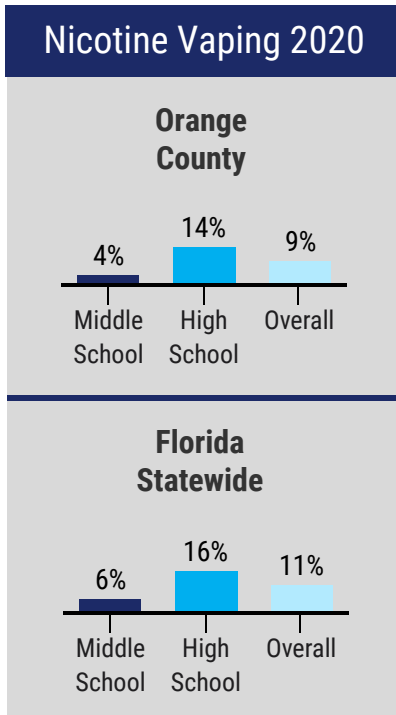 Nicotine Vaping 2020
Orange
County
4%
14%
9%
Middle
School
High
School
Overall
Florida
Statewide
6%
16%
11%
Middle
School
High
School
Overall